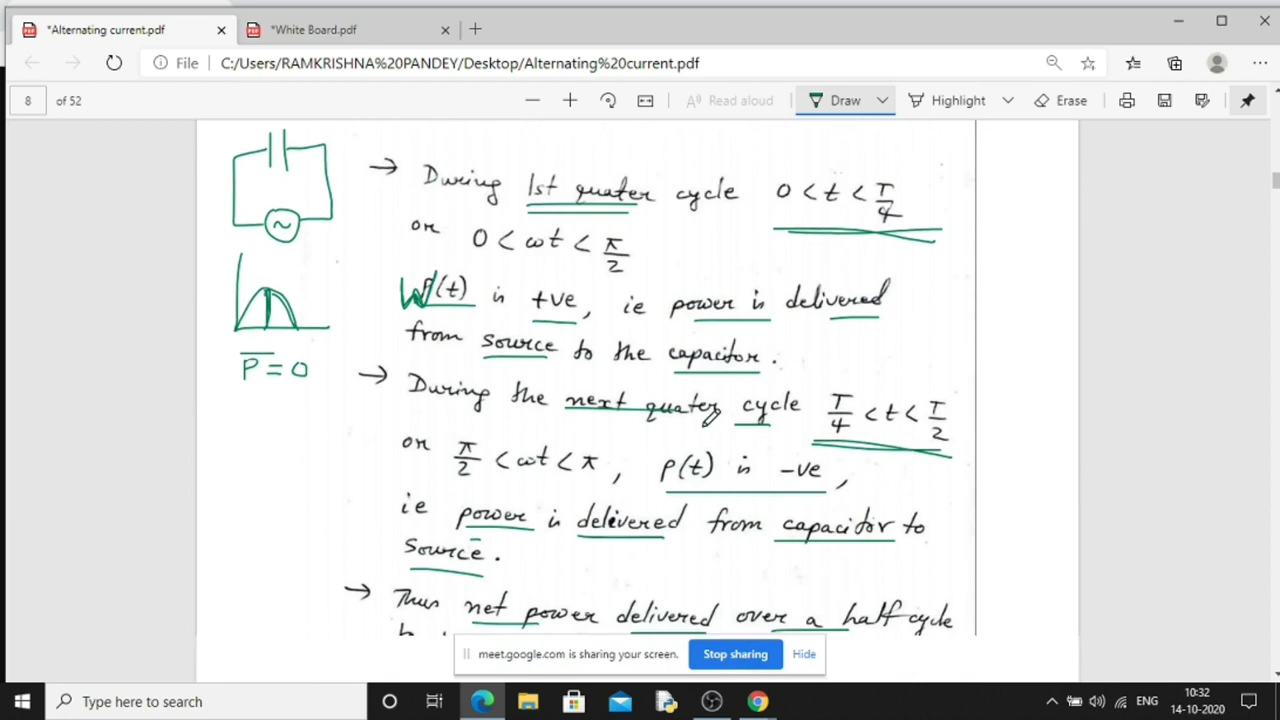 *Alternating current.pdf
*White Board.pdf
File C:/Users/RAMKRISHNA%20PANDEY/Desktop/Alternating%20current.pdf
8 of 52
Read aloud Draw Highlight Erase
→ During 1st quater cycle 0 < t < T/4
or 0 < ωt < π/2
P(t) is +ve, ie power is delivered
from source to the capacitor.
P = 0
→ During the next quater cycle T/4 < t < T/2
or π/2 < ωt < π, P(t) is -ve,
ie power is delivered from capacitor to
source.
→ Thus net power delivered over a half cycle
meet.google.com is sharing your screen. Stop sharing Hide
Type here to search
ENG
10:32
14-10-2020